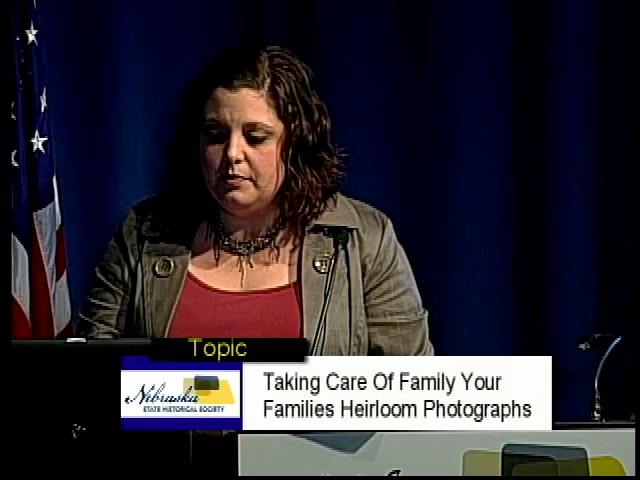 Topic
Nebraska
STATE HISTORICAL SOCIETY
Taking Care Of Family Your
Families Heirloom Photographs